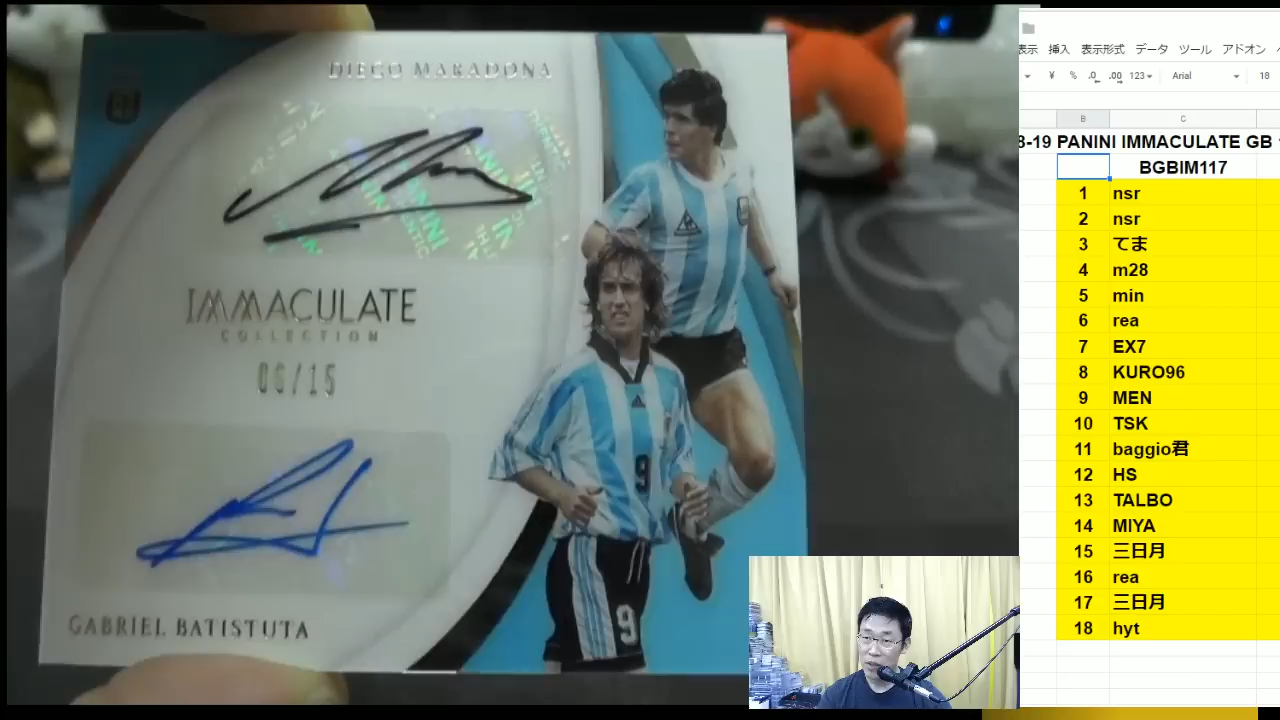 DIEGO MARADONA
IMMACULATE
COLLECTION
06/15
GABRIEL BATISTUTA
9
9
表示 挿入 表示形式 データ ツール アドオン
¥ % .0 .00 123 Arial 18
B C
8-19 PANINI IMMACULATE GB
BGBIM117
1 nsr
2 nsr
3 てま
4 m28
5 min
6 rea
7 EX7
8 KURO96
9 MEN
10 TSK
11 baggio君
12 HS
13 TALBO
14 MIYA
15 三日月
16 rea
17 三日月
18 hyt